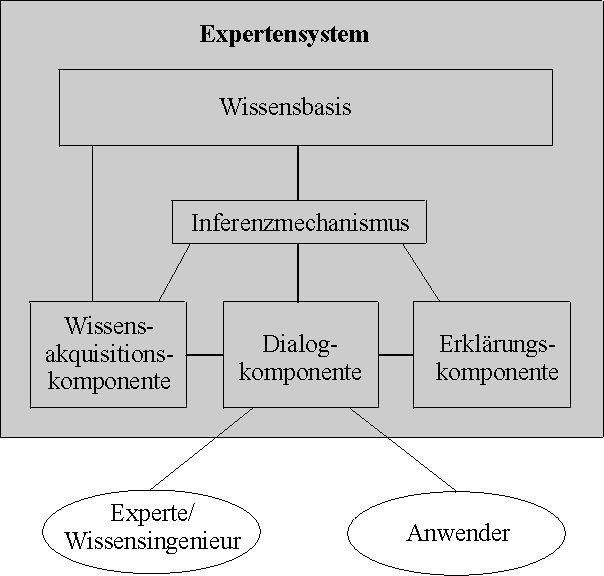 Expertensystem
Wissensbasis
Inferenzmechanismus
Wissens-
akquisitions-
komponente
Dialog-
komponente
Erklärungs-
komponente
Experte/
Wissensingenieur
Anwender